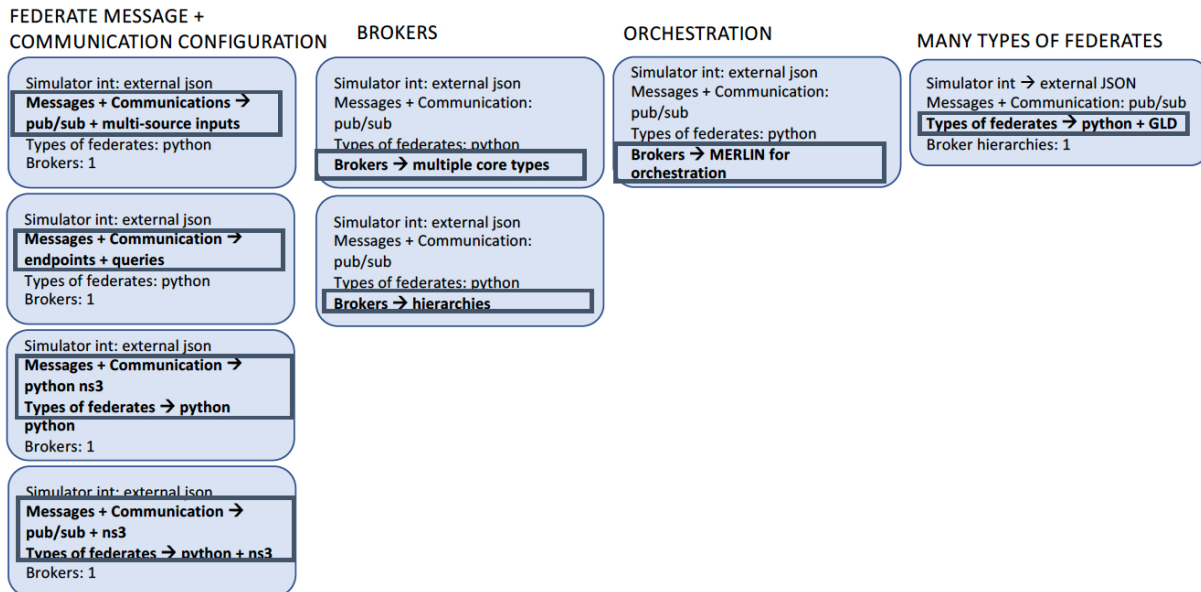 FEDERATE MESSAGE +
COMMUNICATION CONFIGURATION
Simulator int: external json
Messages + Communications →
pub/sub + multi-source inputs
Types of federates: python
Brokers: 1
Simulator int: external json
Messages + Communication →
endpoints + queries
Types of federates: python
Brokers: 1
Simulator int: external json
Messages + Communication →
python ns3
Types of federates → python
python
Brokers: 1
Simulator int: external json
Messages + Communication →
pub/sub + ns3
Types of federates → python + ns3
Brokers: 1
BROKERS
Simulator int: external json
Messages + Communication:
pub/sub
Types of federates: python
Brokers → multiple core types
Simulator int: external json
Messages + Communication:
pub/sub
Types of federates: python
Brokers → hierarchies
ORCHESTRATION
Simulator int: external json
Messages + Communication:
pub/sub
Types of federates: python
Brokers → MERLIN for
orchestration
MANY TYPES OF FEDERATES
Simulator int → external JSON
Messages + Communication: pub/sub
Types of federates → python + GLD
Broker hierarchies: 1